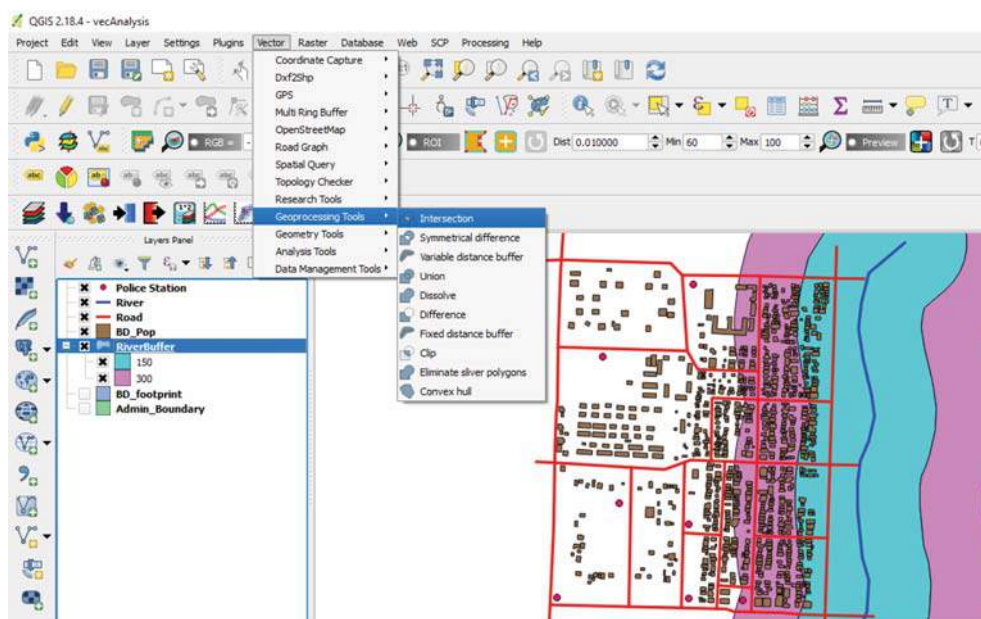 QGIS 2.18.4 - vecAnalysis
Project Edit View Layer Settings Plugins Vector Raster Database Web SCP Processing Help
Coordinate Capture
Dxf2Shp
GPS
Multi Ring Buffer
OpenStreetMap
Road Graph
Spatial Query
Topology Checker
Research Tools
Geoprocessing Tools
Geometry Tools
Analysis Tools
Data Management Tools
Intersection
Symmetrical difference
Variable distance buffer
Union
Dissolve
Difference
Fixed distance buffer
Clip
Eliminate sliver polygons
Convex hull
RGB = -
ROI
Dist 0.010000 Min 60 Max 100 Preview T
abc
Layers Panel
Police Station
River
Road
BD_Pop
RiverBuffer
150
300
BD_footprint
Admin_Boundary